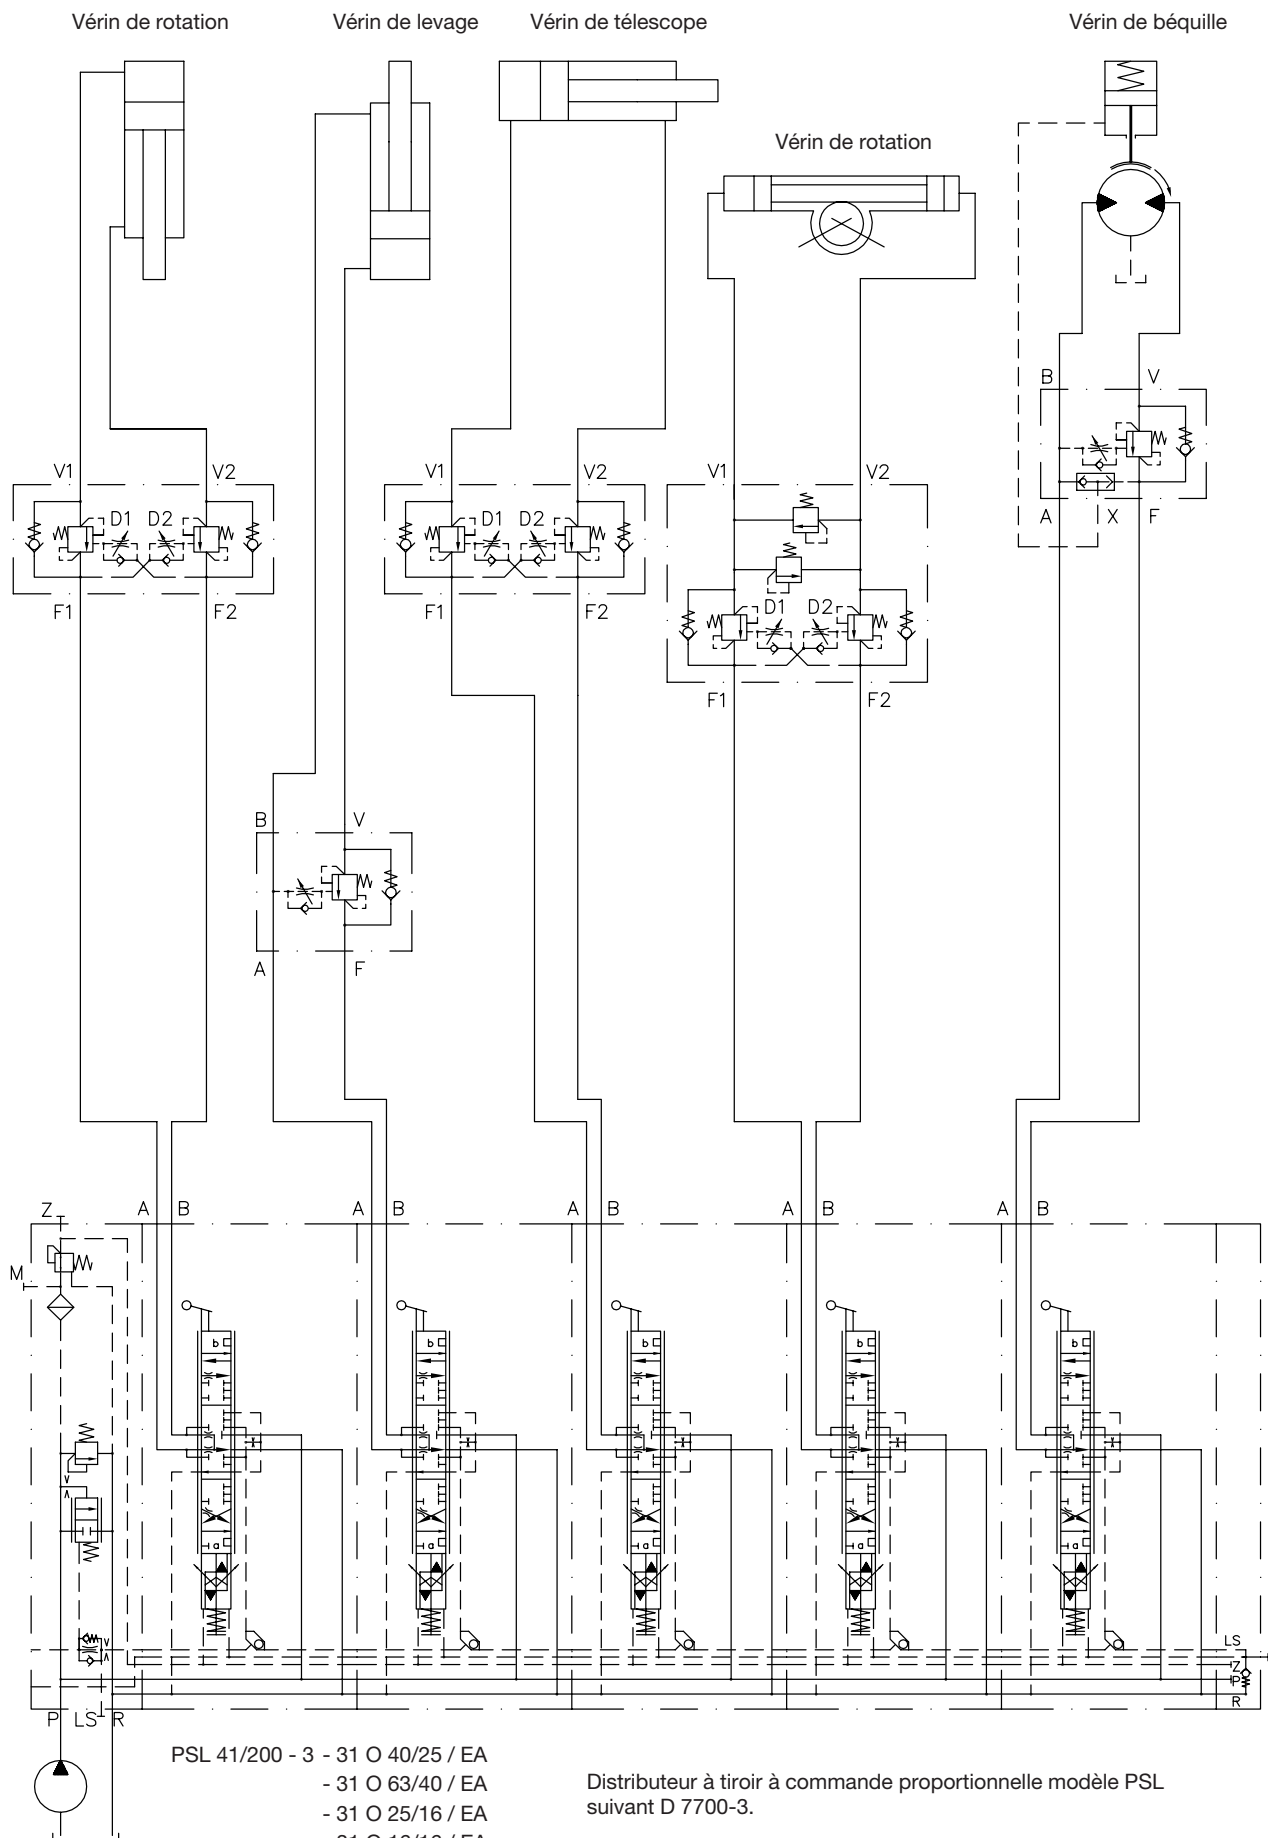 Vérin de rotation
Vérin de levage
Vérin de télescope
Vérin de béquille
Vérin de rotation
B V
V1 V2
V1 V2
V1 V2
D1 D2
D1 D2
A X F
F1 F2
F1 F2
D1 D2
F1 F2
B V
A F
Z
A B
A B
A B
A B
A B
M
b
b
b
b
b
a
a
a
a
a
LS
Z
P
R
P LS R
PSL 41/200 - 3 - 31 O 40/25 / EA
- 31 O 63/40 / EA
- 31 O 25/16 / EA
Distributeur à tiroir à commande proportionnelle modèle PSL
suivant D 7700-3.